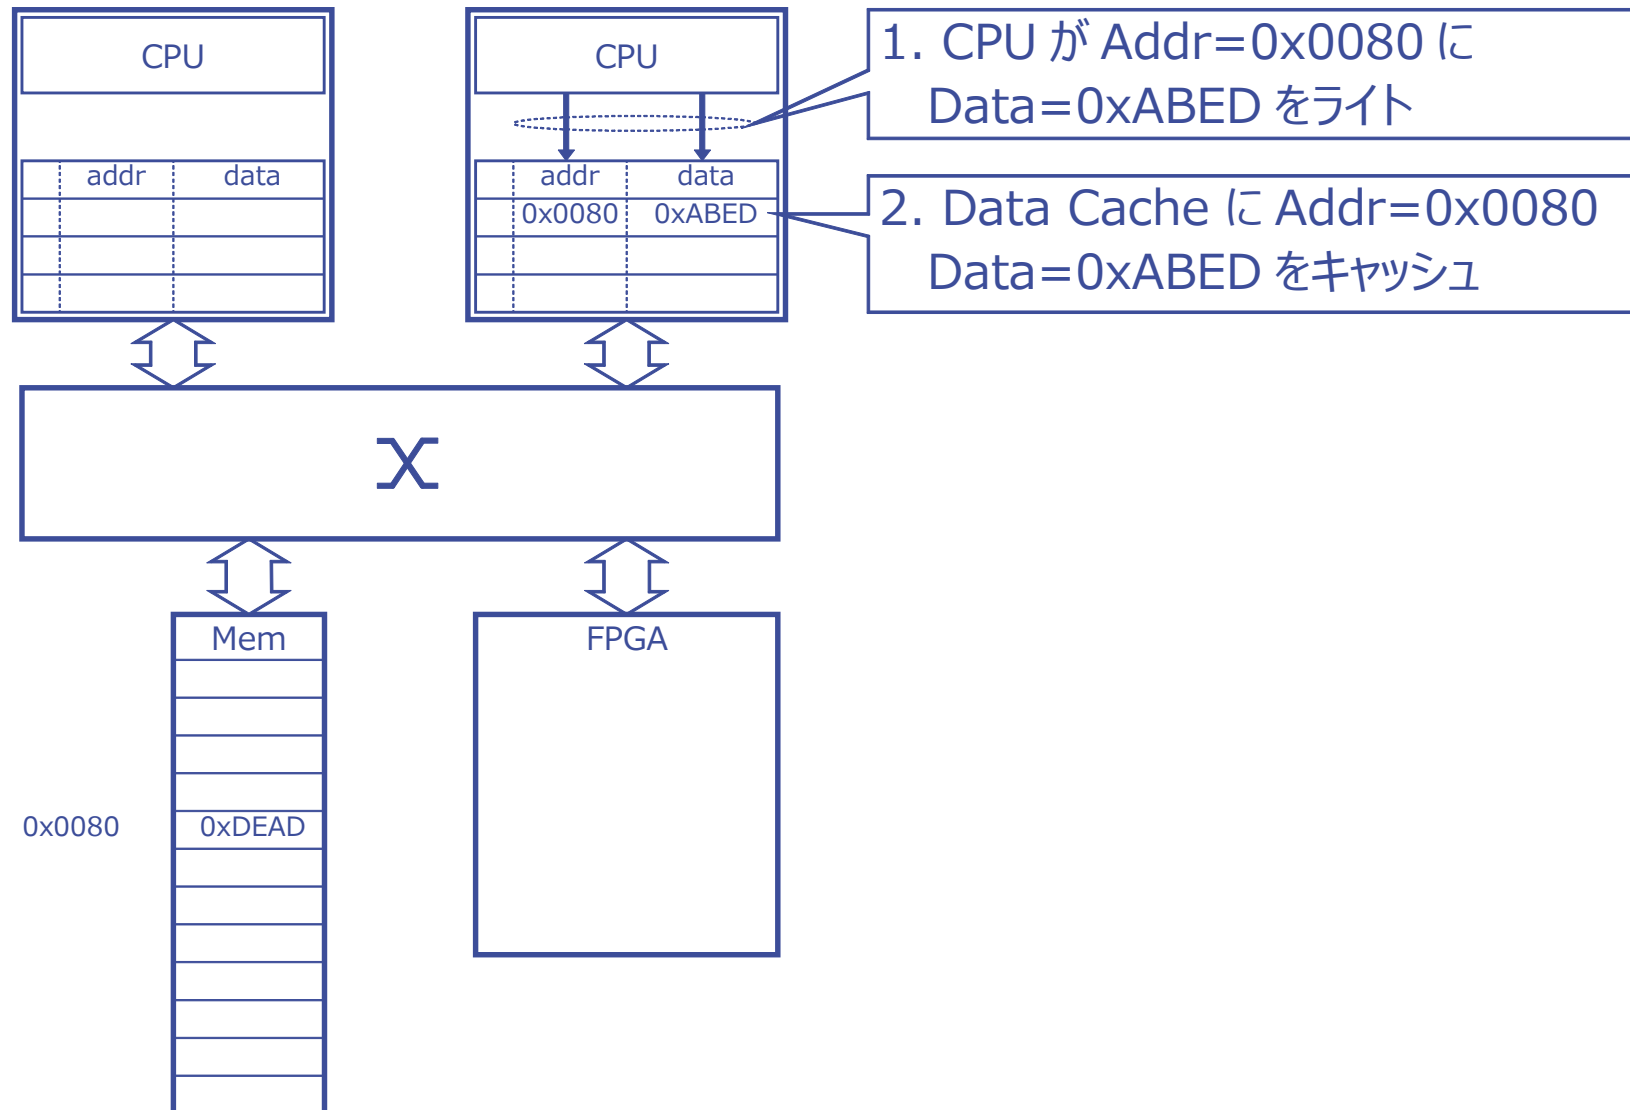 CPU
addr data
CPU
addr data
0x0080 0xABED
1. CPU が Addr=0x0080 に
Data=0xABED をライト
2. Data Cache に Addr=0x0080
Data=0xABED をキャッシュ
Mem
0x0080 0xDEAD
FPGA